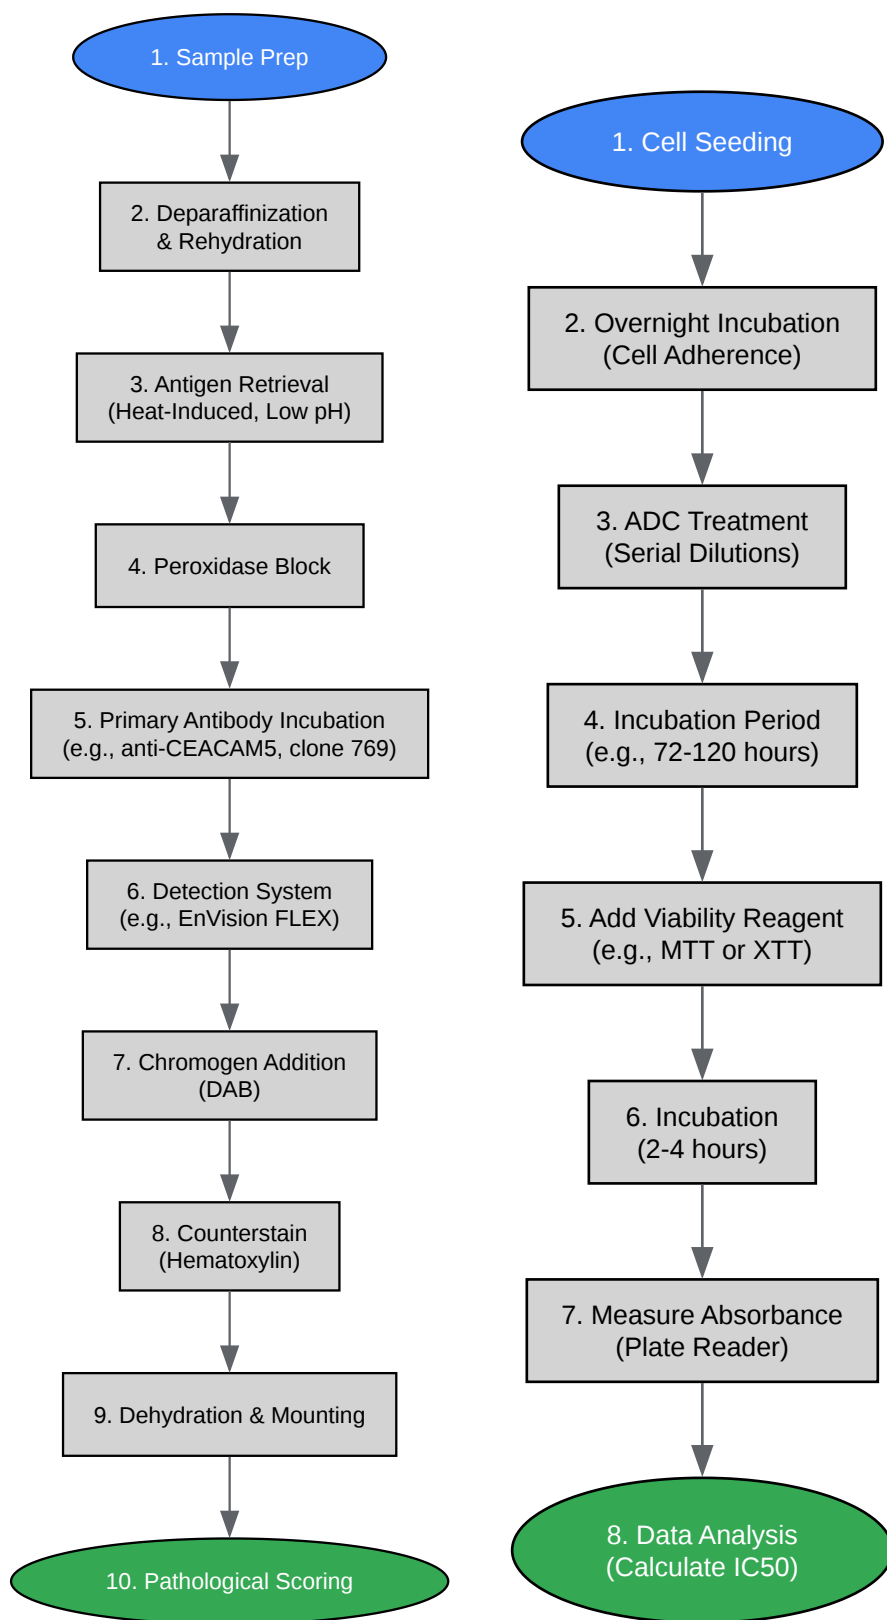 1. Sample Prep
2. Deparaffinization
& Rehydration
3. Antigen Retrieval
(Heat-Induced, Low pH)
4. Peroxidase Block
5. Primary Antibody Incubation
(e.g., anti-CEACAM5, clone 769)
6. Detection System
(e.g., EnVision FLEX)
7. Chromogen Addition
(DAB)
8. Counterstain
(Hematoxylin)
9. Dehydration & Mounting
10. Pathological Scoring
1. Cell Seeding
2. Overnight Incubation
(Cell Adherence)
3. ADC Treatment
(Serial Dilutions)
4. Incubation Period
(e.g., 72-120 hours)
5. Add Viability Reagent
(e.g., MTT or XTT)
6. Incubation
(2-4 hours)
7. Measure Absorbance
(Plate Reader)
8. Data Analysis
(Calculate IC50)